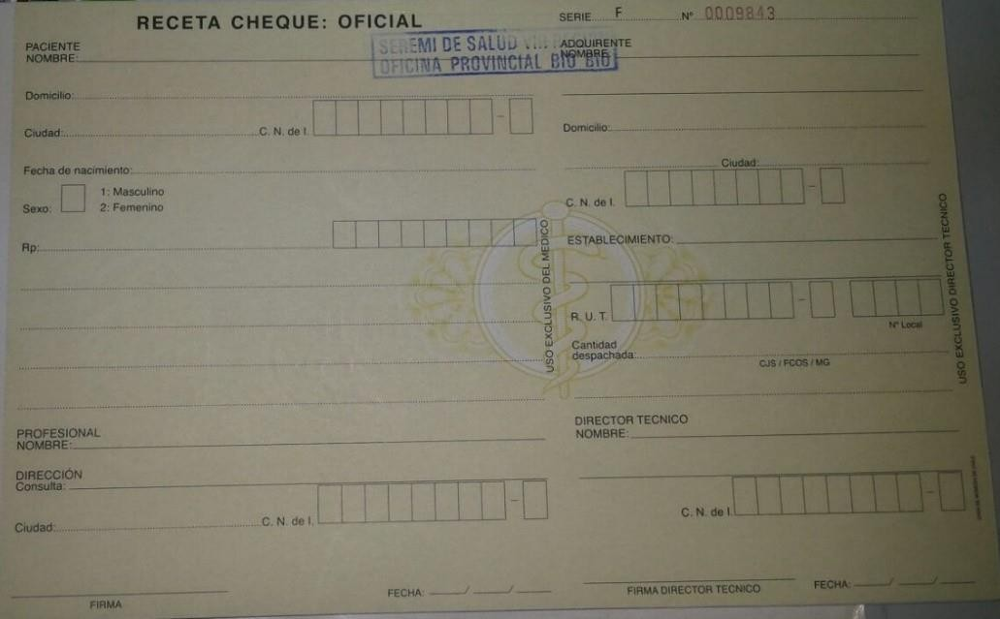 RECETA CHEQUE: OFICIAL
SERIE F Nº 0009843
SEREMI DE SALUD VIII
OFICINA PROVINCIAL BIO BIO
PACIENTE
NOMBRE:
Domicilio:
Ciudad: C. N. de I. -
Fecha de nacimiento:
Sexo: 1: Masculino
2: Femenino
Rp:
USO EXCLUSIVO DEL MEDICO
PROFESIONAL
NOMBRE:
DIRECCIÓN
Consulta:
Ciudad: C. N. de I. -
FIRMA FECHA: / /
ADQUIRENTE
NOMBRE:
Domicilio:
Ciudad:
C. N. de I. -
ESTABLECIMIENTO:
R. U. T. -
Nº Local
Cantidad
despachada:
CJS / FCOS / MG
USO EXCLUSIVO DIRECTOR TECNICO
DIRECTOR TECNICO
NOMBRE:
C. N. de I. -
FIRMA DIRECTOR TECNICO FECHA: / /